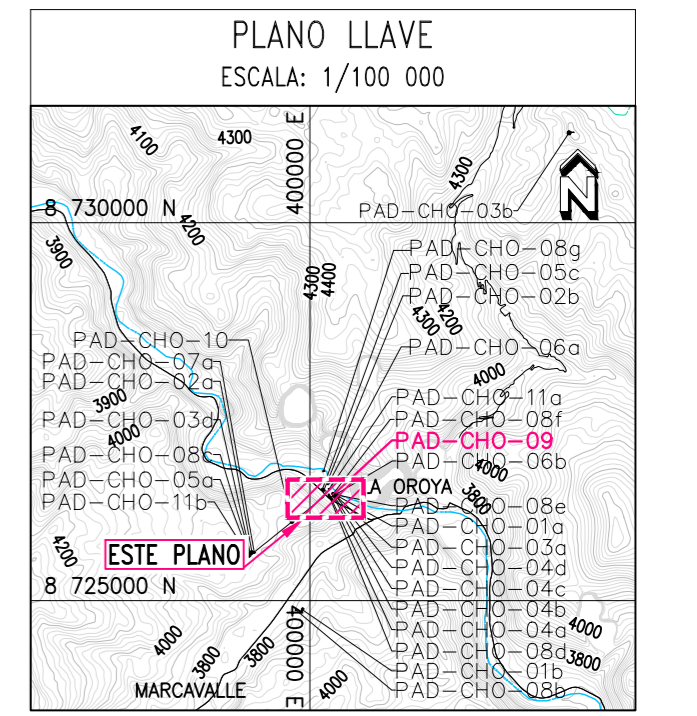 PLANO LLAVE
ESCALA: 1/100 000
4100
4300
400000 E
4300
N
PAD-CHO-03b
8 730000 N
4200
3900
PAD-CHO-08g
PAD-CHO-05c
PAD-CHO-02b
4300
4400
4300
4200
PAD-CHO-10
PAD-CHO-06a
PAD-CHO-07a
PAD-CHO-02a
4000
3900
PAD-CHO-11a
PAD-CHO-03d
PAD-CHO-08f
4000
PAD-CHO-09
PAD-CHO-06b
4000
PAD-CHO-05a
LA OROYA
3800
PAD-CHO-11b
PAD-CHO-08e
PAD-CHO-01a
4200
ESTE PLANO
PAD-CHO-03a
PAD-CHO-04d
8 725000 N
PAD-CHO-04c
PAD-CHO-04b
400000 E
PAD-CHO-04a
4000
4000
3800
3800
PAD-CHO-08d
3800
PAD-CHO-01b
MARCAVALLE
4000
PAD-CHO-08b